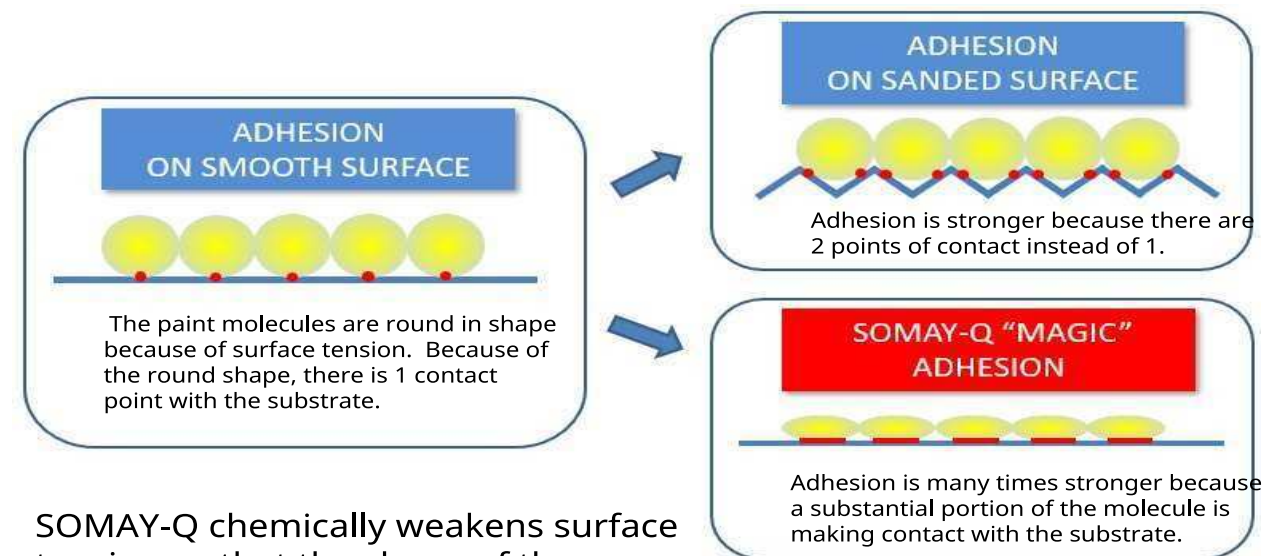 ADHESION
ON SMOOTH SURFACE
The paint molecules are round in shape
because of surface tension.  Because of
the round shape, there is 1 contact
point with the substrate.
ADHESION
ON SANDED SURFACE
Adhesion is stronger because there are
2 points of contact instead of 1.
SOMAY-Q “MAGIC”
ADHESION
Adhesion is many times stronger because
a substantial portion of the molecule is
making contact with the substrate.
SOMAY-Q chemically weakens surface